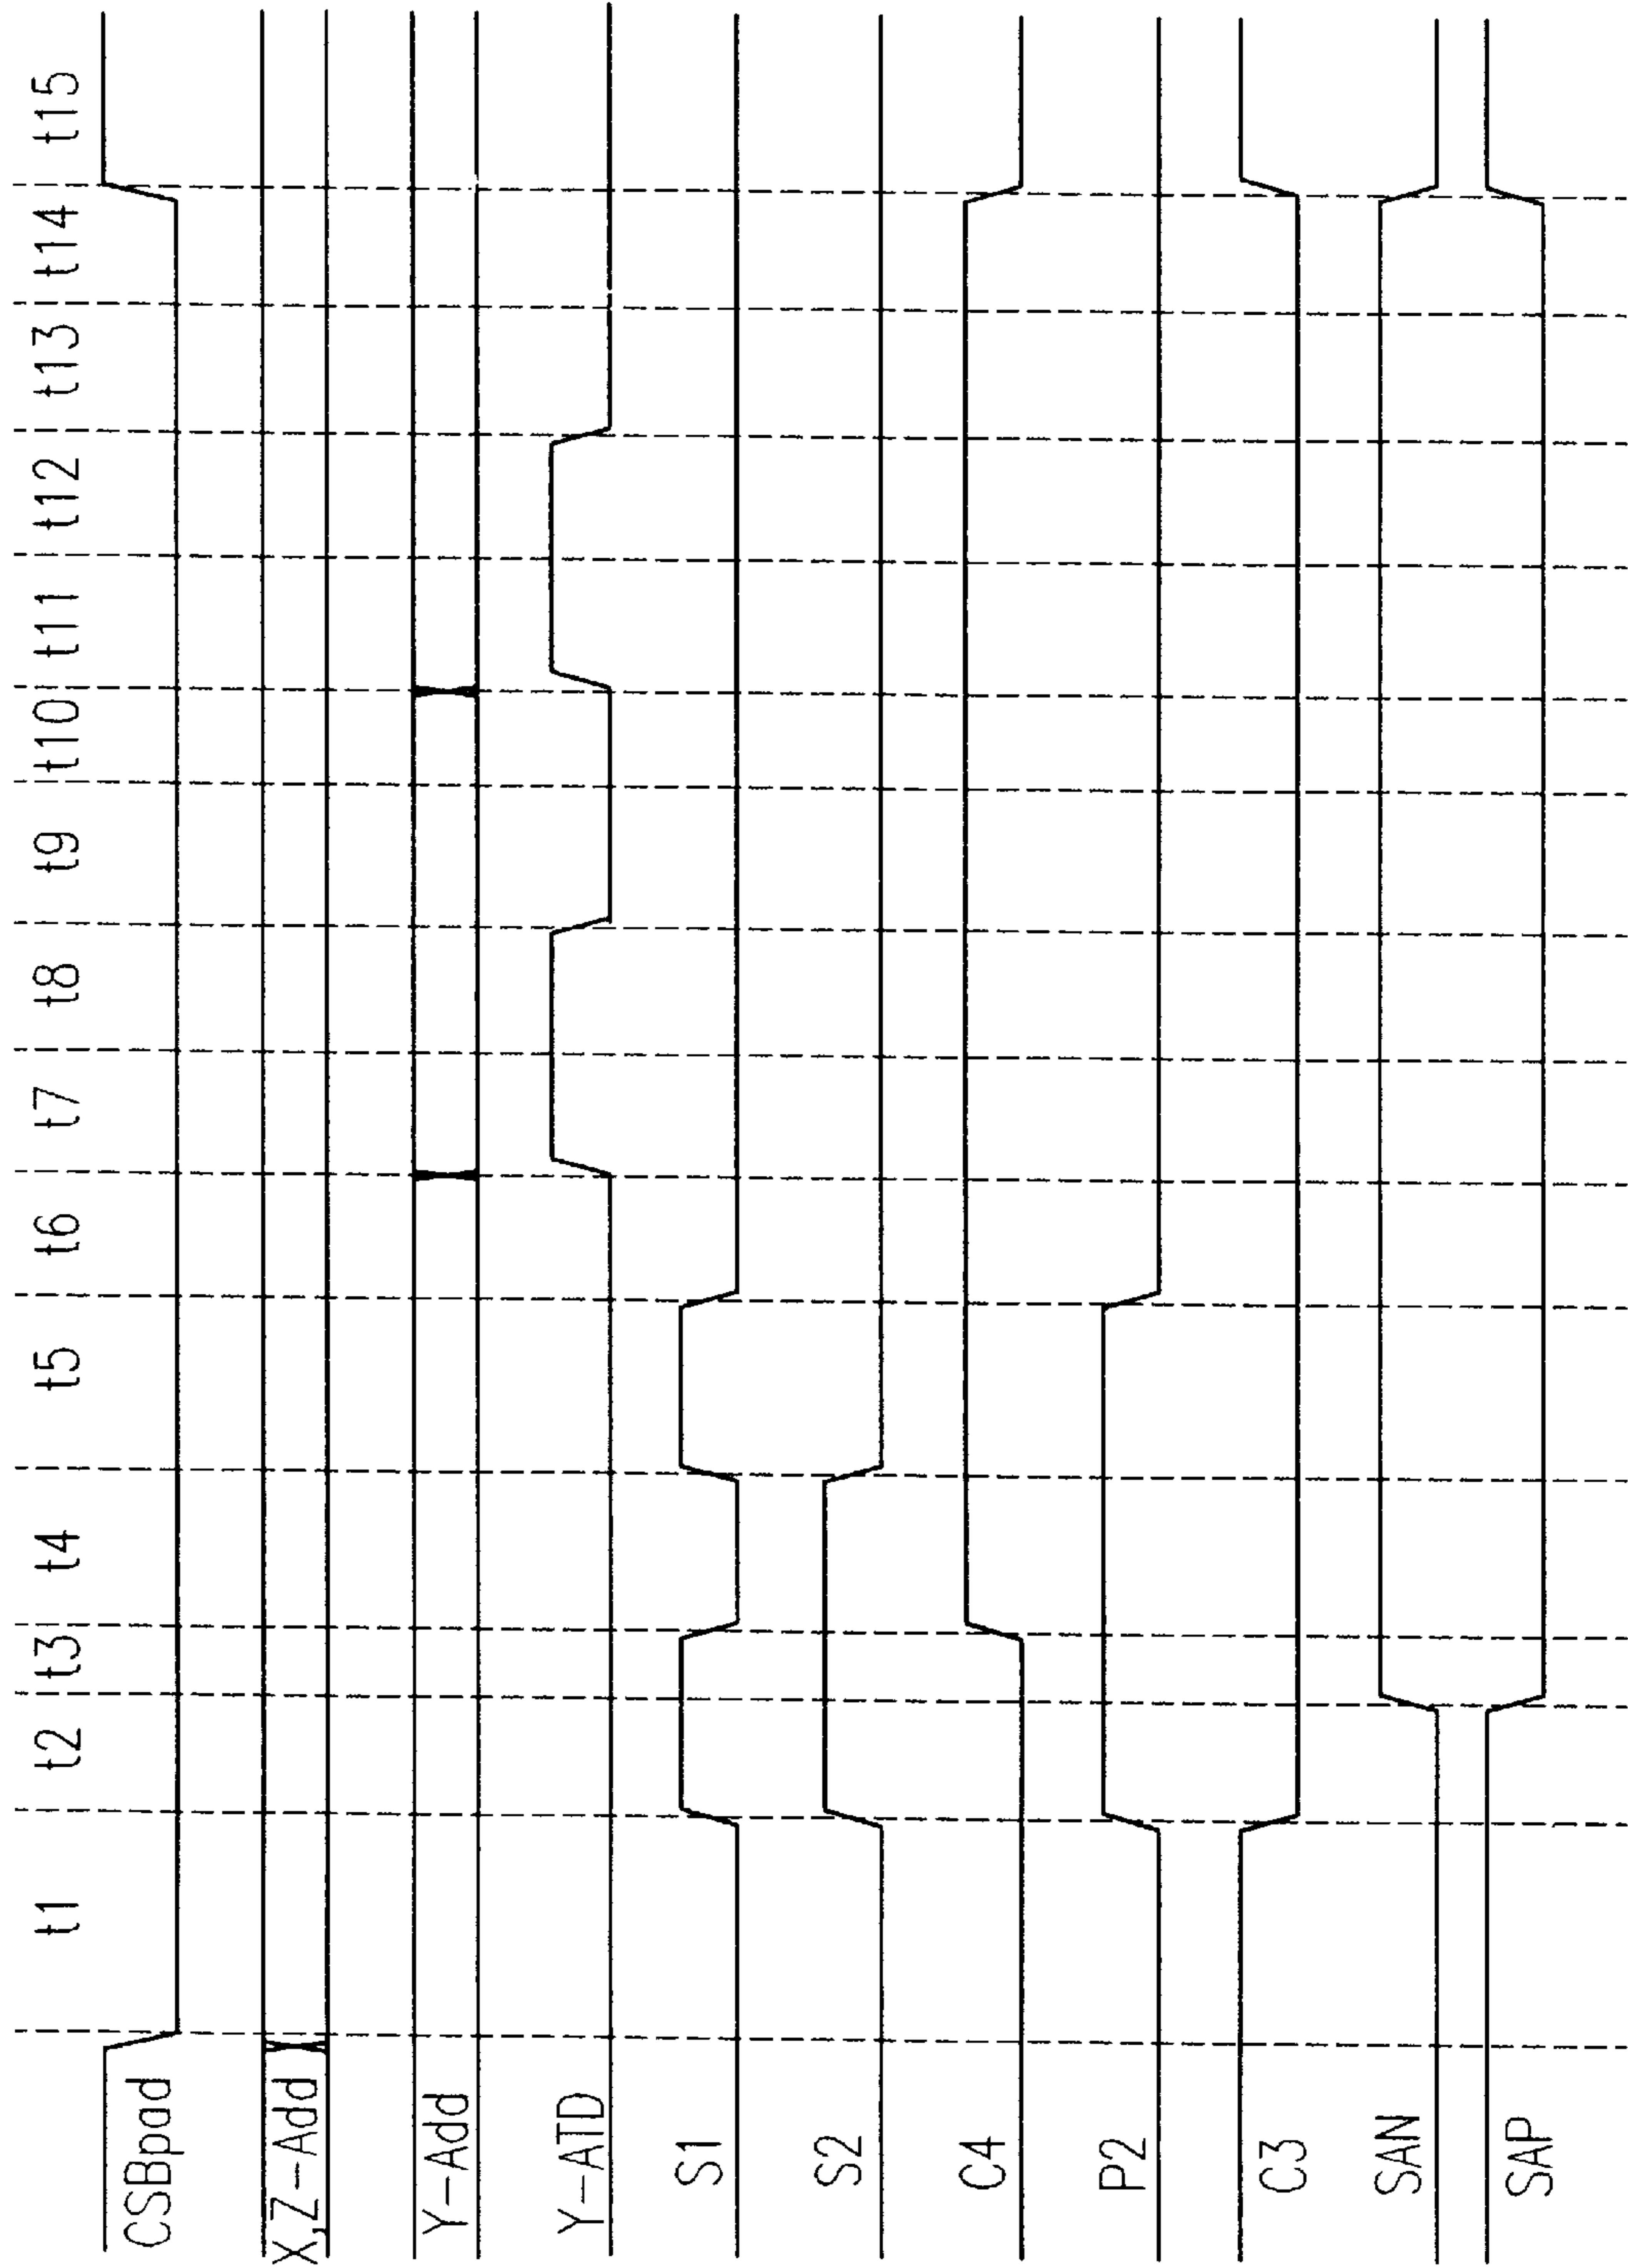 t1 t2 t3 t4 t5 t6 t7 t8 t9 t10 t11 t12 t13 t14 t15
CSBpad
X,Z-Add
Y-Add
Y-ATD
S1
S2
C4
P2
C3
SAN
SAP